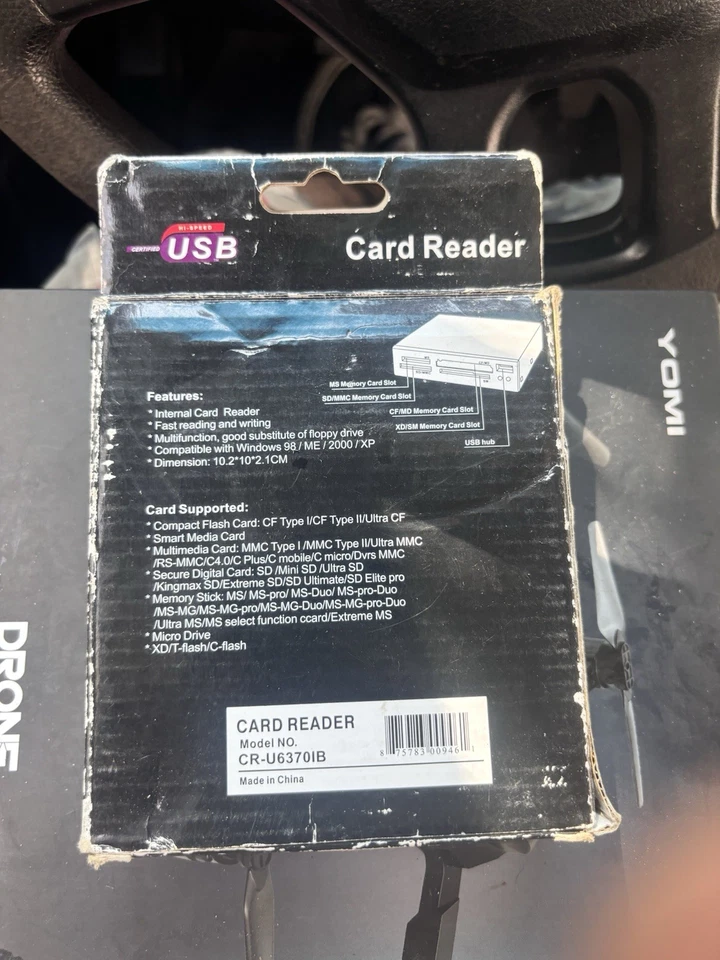 HI-SPEED
CERTIFIED USB
Card Reader
MS Memory Card Slot
SD/MMC Memory Card Slot
CF/MD Memory Card Slot
XD/SM Memory Card Slot
USB hub
Features:
* Internal Card Reader
* Fast reading and writing
* Multifunction, good substitute of floppy drive
* Compatible with Windows 98 / ME / 2000 / XP
* Dimension: 10.2*10*2.1CM
Card Supported:
* Compact Flash Card: CF Type I/CF Type II/Ultra CF
* Smart Media Card
* Multimedia Card: MMC Type I /MMC Type II/Ultra MMC
/RS-MMC/C4.0/C Plus/C mobile/C micro/Dvrs MMC
* Secure Digital Card: SD /Mini SD /Ultra SD
/Kingmax SD/Extreme SD/SD Ultimate/SD Elite pro
* Memory Stick: MS/ MS-pro/ MS-Duo/ MS-pro-Duo
/MS-MG/MS-MG-pro/MS-MG-Duo/MS-MG-pro-Duo
/Ultra MS/MS select function ccard/Extreme MS
* Micro Drive
* XD/T-flash/C-flash
CARD READER
Model NO.
CR-U6370IB
Made in China
8 75783 00946 1
YOMI
DRONE